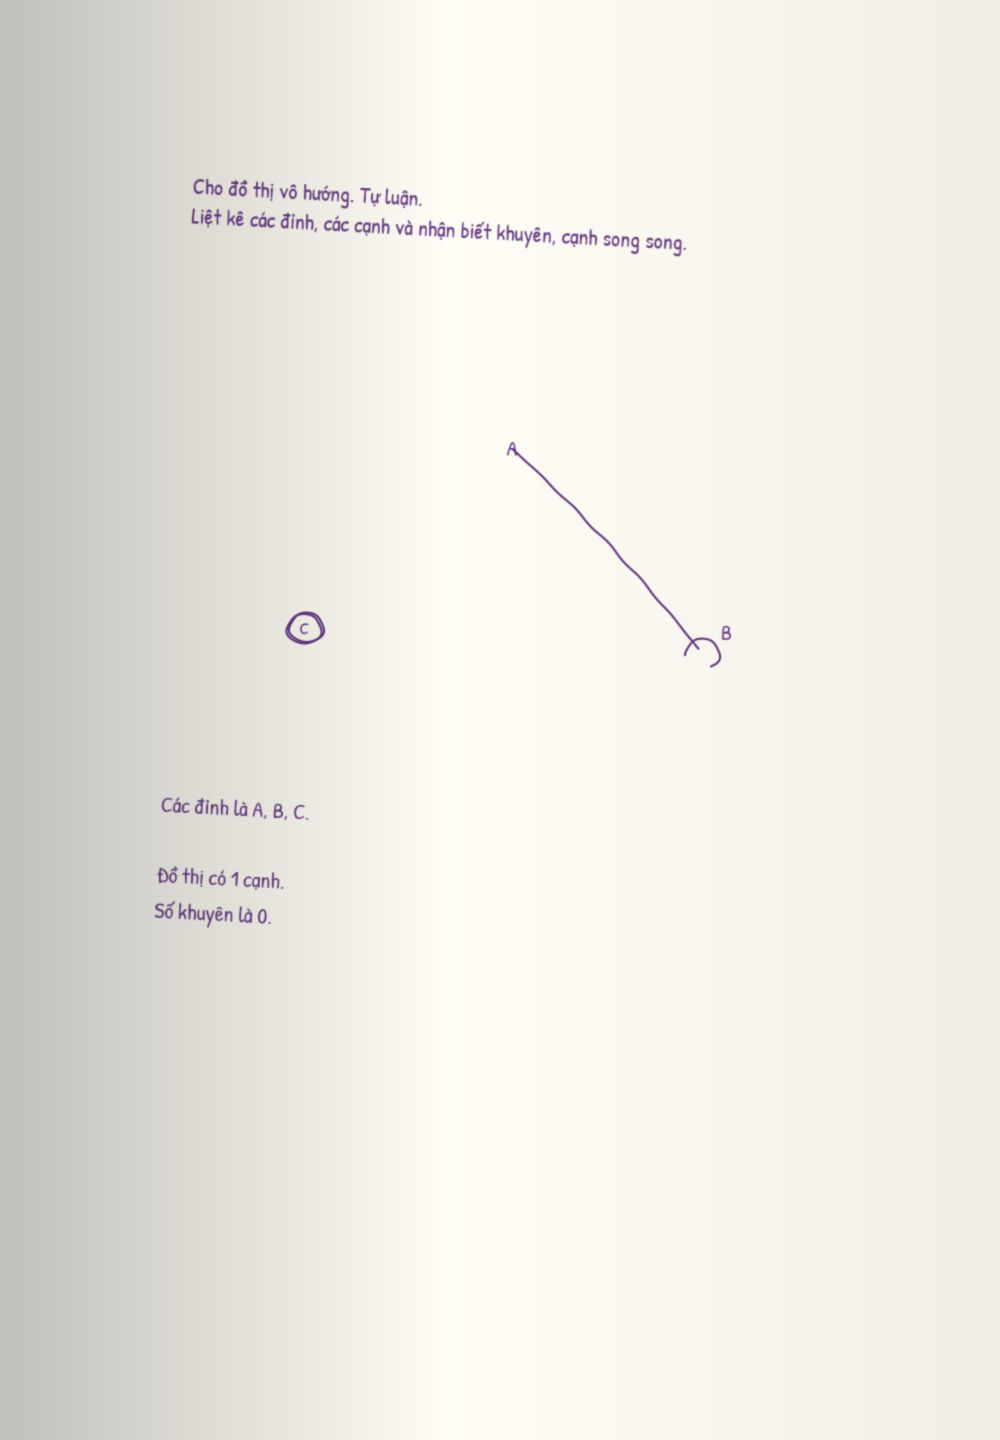 Cho đồ thị vô hướng. Tự luận.
Liệt kê các đỉnh, các cạnh và nhận biết khuyên, cạnh song song.
A
B
C
Các đỉnh là A, B, C.
Đồ thị có 1 cạnh.
Số khuyên là 0.